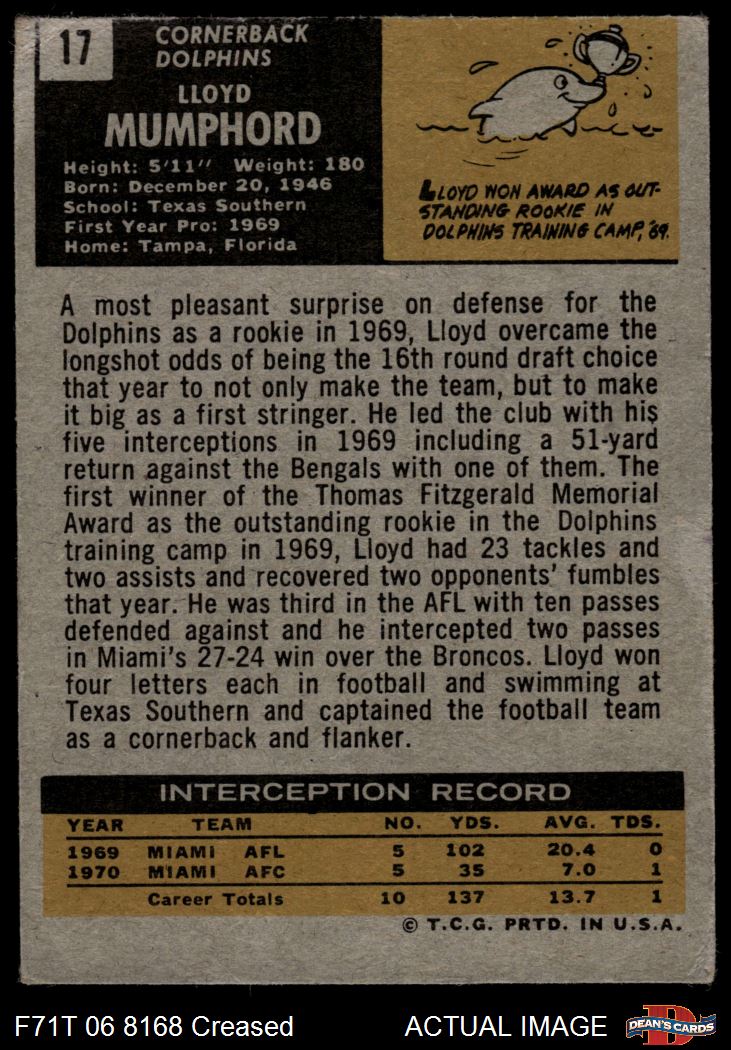 17
CORNERBACK
DOLPHINS
LLOYD
MUMPHORD
Height: 5'11" Weight: 180
Born: December 20, 1946
School: Texas Southern
First Year Pro: 1969
Home: Tampa, Florida
LLOYD WON AWARD AS OUT-
STANDING ROOKIE IN
DOLPHINS TRAINING CAMP, '69.
A most pleasant surprise on defense for the
Dolphins as a rookie in 1969, Lloyd overcame the
longshot odds of being the 16th round draft choice
that year to not only make the team, but to make
it big as a first stringer. He led the club with his
five interceptions in 1969 including a 51-yard
return against the Bengals with one of them. The
first winner of the Thomas Fitzgerald Memorial
Award as the outstanding rookie in the Dolphins
training camp in 1969, Lloyd had 23 tackles and
two assists and recovered two opponents' fumbles
that year. He was third in the AFL with ten passes
defended against and he intercepted two passes
in Miami's 27-24 win over the Broncos. Lloyd won
four letters each in football and swimming at
Texas Southern and captained the football team
as a cornerback and flanker.
INTERCEPTION RECORD
YEAR TEAM NO. YDS. AVG. TDS.
1969 MIAMI AFL 5 102 20.4 0
1970 MIAMI AFC 5 35 7.0 1
Career Totals 10 137 13.7 1
© T.C.G. PRTD. IN U.S.A.
F71T 06 8168 Creased ACTUAL IMAGE
DEAN'S CARDS